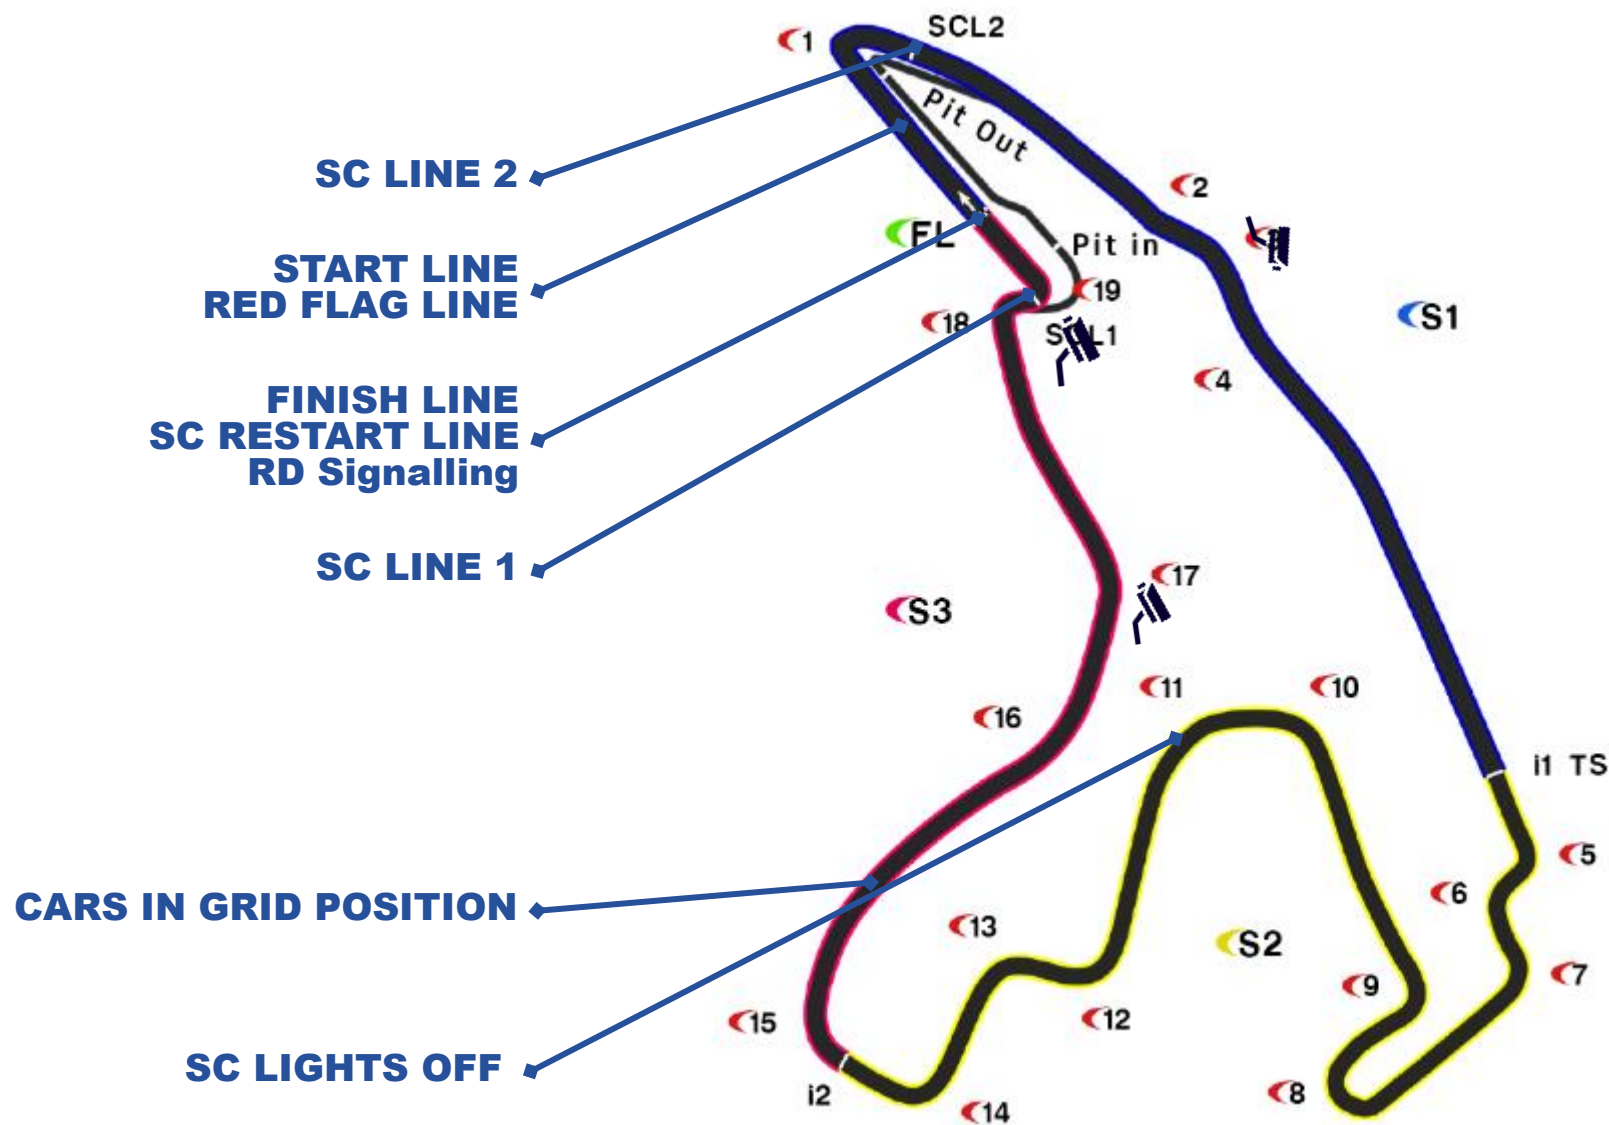 SCL2
1
Pit Out
SC LINE 2
2
START LINE
RED FLAG LINE
FL
Pit in
19
S1
18
4
FINISH LINE
SC RESTART LINE
RD Signalling
SC LINE 1
17
S3
11
10
16
i1 TS
5
6
CARS IN GRID POSITION
13
S2
7
9
15
12
SC LIGHTS OFF
i2
8
14